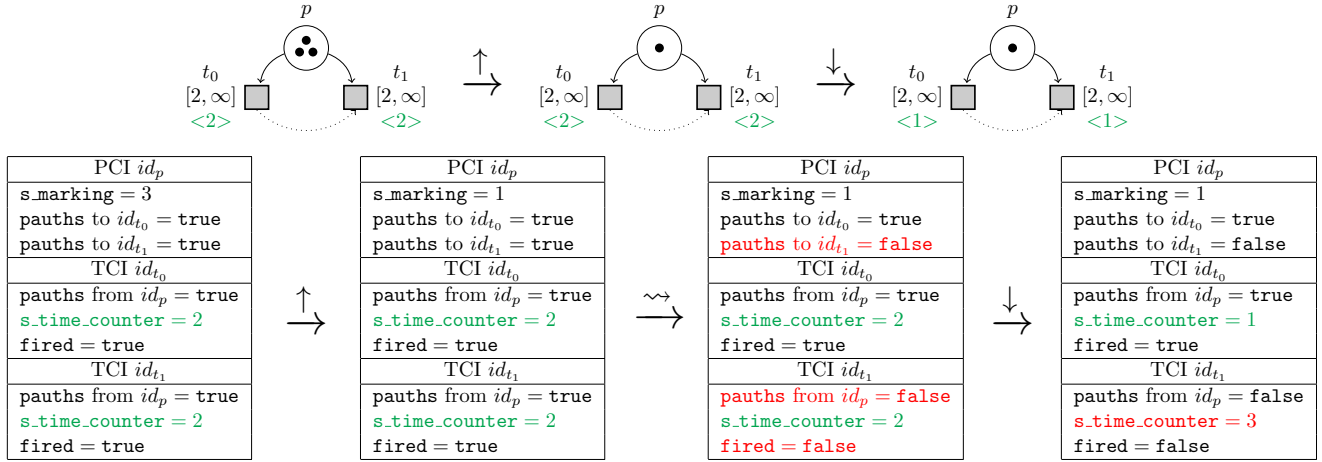 p p p
t₀ t₁ ↑ t₀ t₁ ↓ t₀ t₁
[2, ∞] [2, ∞] → [2, ∞] [2, ∞] → [2, ∞] [2, ∞]
<2> <2> <2> <2> <1> <1>
PCI id_p
s_marking = 3
pauths to id_t₀ = true
pauths to id_t₁ = true
TCI id_t₀
pauths from id_p = true
s_time_counter = 2
fired = true
TCI id_t₁
pauths from id_p = true
s_time_counter = 2
fired = true
↑
→
PCI id_p
s_marking = 1
pauths to id_t₀ = true
pauths to id_t₁ = true
TCI id_t₀
pauths from id_p = true
s_time_counter = 2
fired = true
TCI id_t₁
pauths from id_p = true
s_time_counter = 2
fired = true
⇝
→
PCI id_p
s_marking = 1
pauths to id_t₀ = true
pauths to id_t₁ = false
TCI id_t₀
pauths from id_p = true
s_time_counter = 2
fired = true
TCI id_t₁
pauths from id_p = false
s_time_counter = 2
fired = false
↓
→
PCI id_p
s_marking = 1
pauths to id_t₀ = true
pauths to id_t₁ = false
TCI id_t₀
pauths from id_p = true
s_time_counter = 1
fired = true
TCI id_t₁
pauths from id_p = false
s_time_counter = 3
fired = false